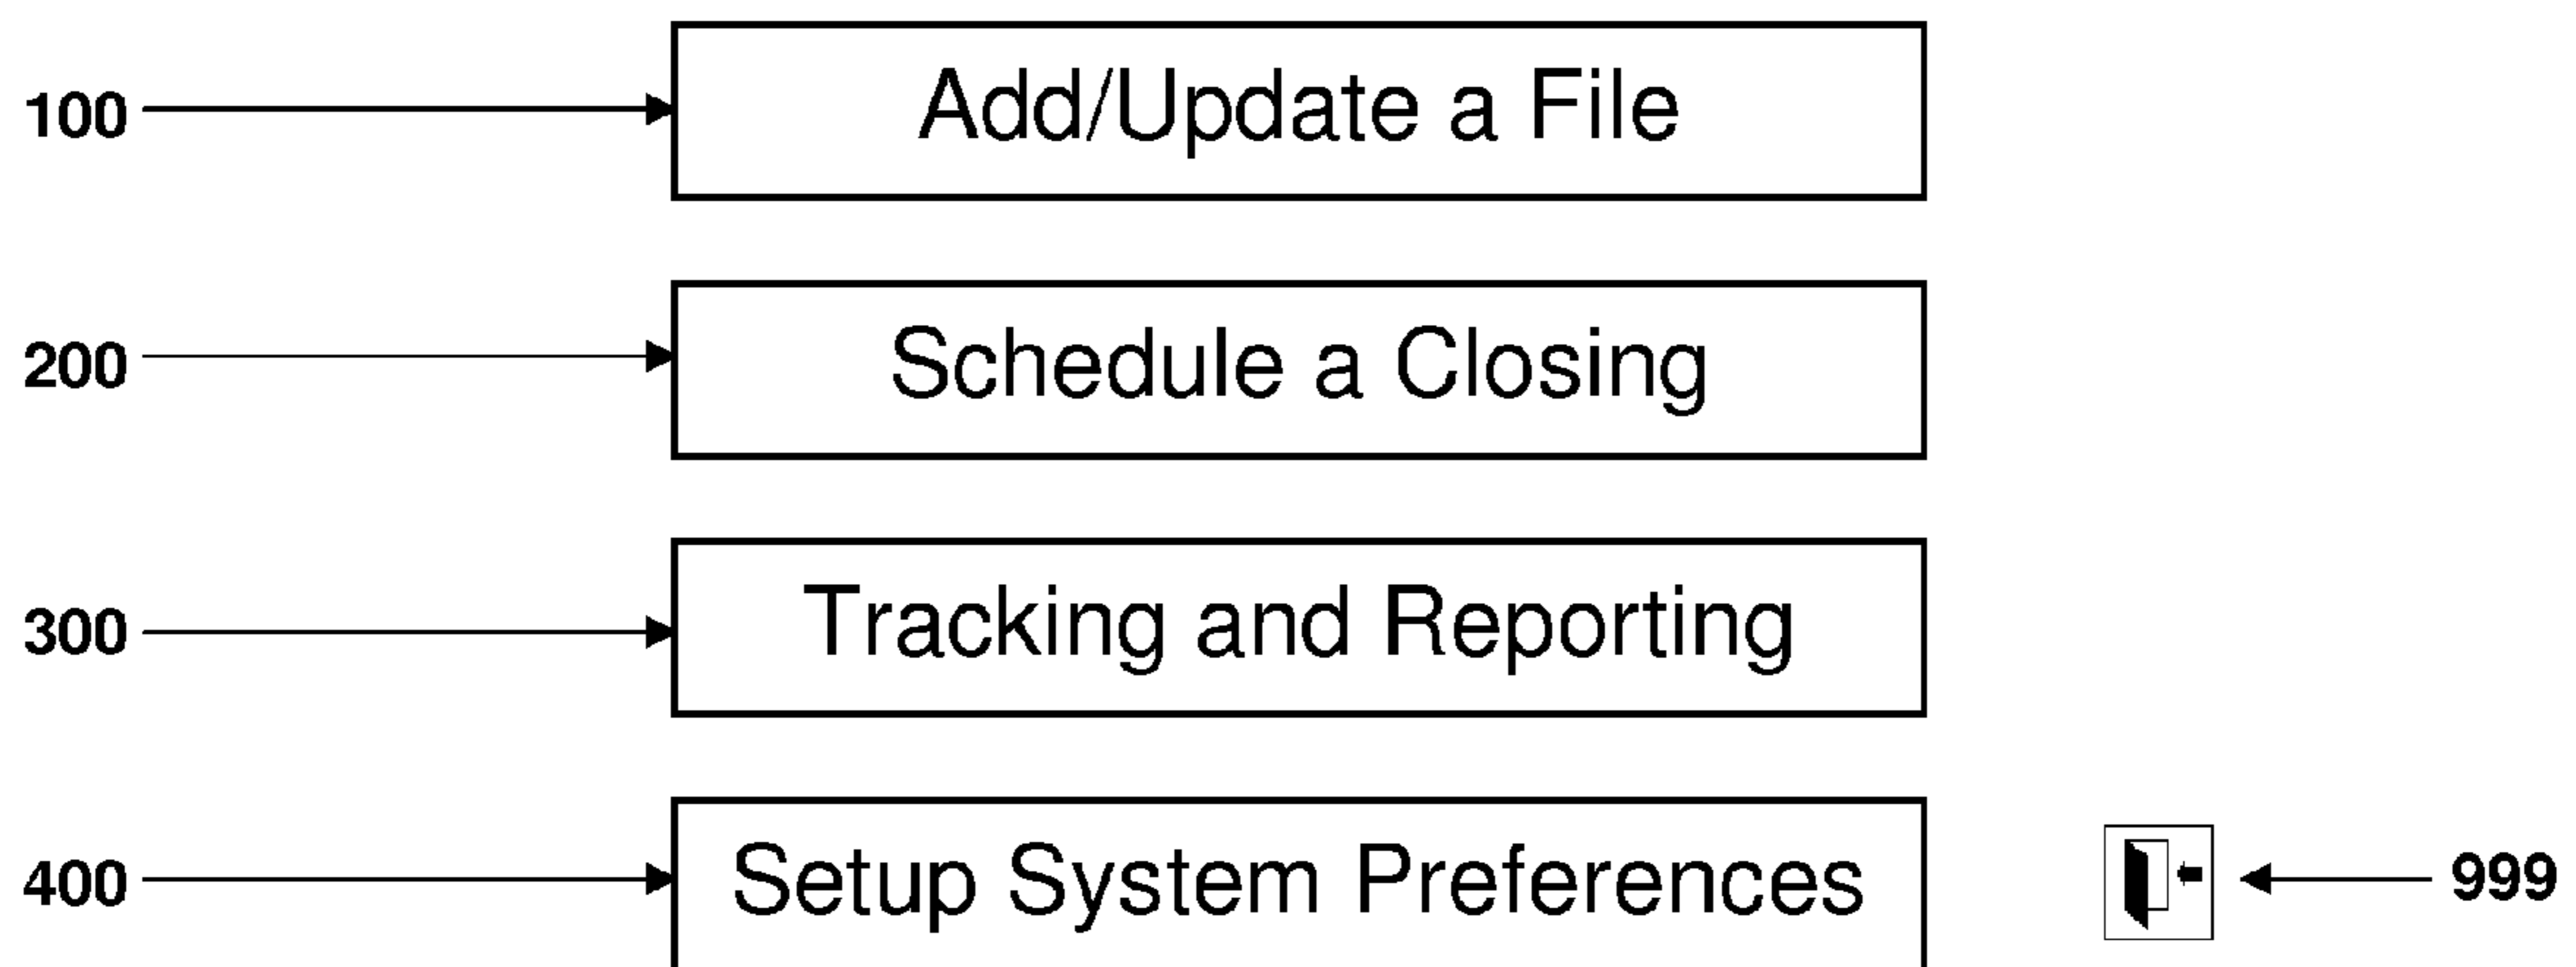 100 Add/Update a File
200 Schedule a Closing
300 Tracking and Reporting
400 Setup System Preferences 999